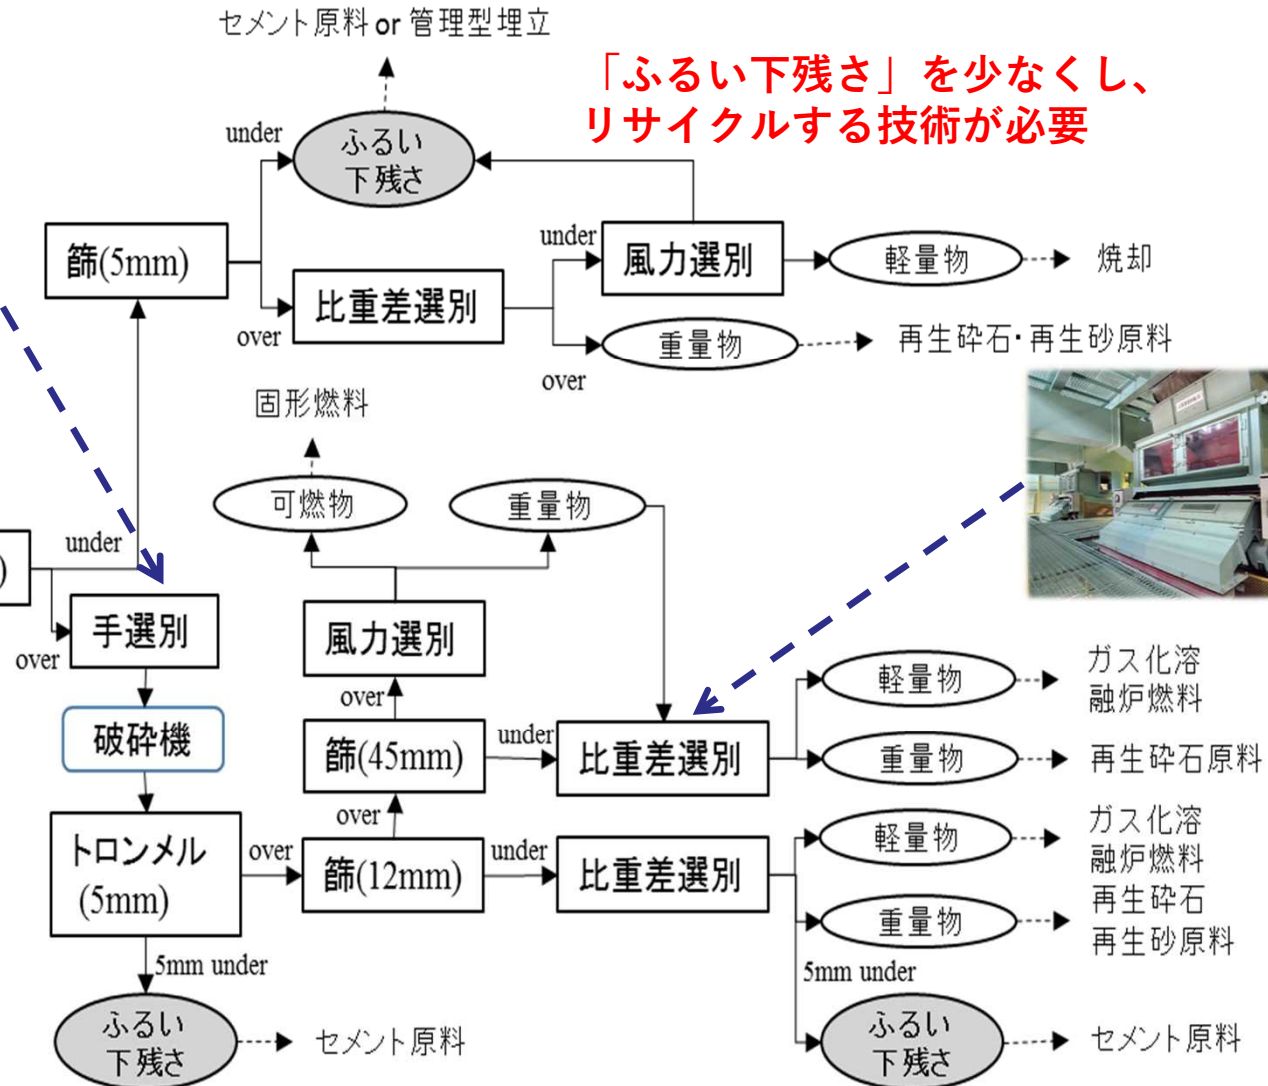 セメント原料 or 管理型埋立
「ふるい下残さ」を少なくし、
リサイクルする技術が必要
under
ふるい
下残さ
篩(5mm)
over
比重差選別
under
風力選別
軽量物
焼却
over
重量物
再生砕石・再生砂原料
固形燃料
可燃物
重量物
)
under
over
手選別
風力選別
破砕機
over
篩(45mm)
under
比重差選別
軽量物
ガス化溶
融炉燃料
重量物
再生砕石原料
over
トロンメル
(5mm)
over
篩(12mm)
under
比重差選別
軽量物
ガス化溶
融炉燃料
重量物
再生砕石
再生砂原料
5mm under
ふるい
下残さ
セメント原料
5mm under
ふるい
下残さ
セメント原料